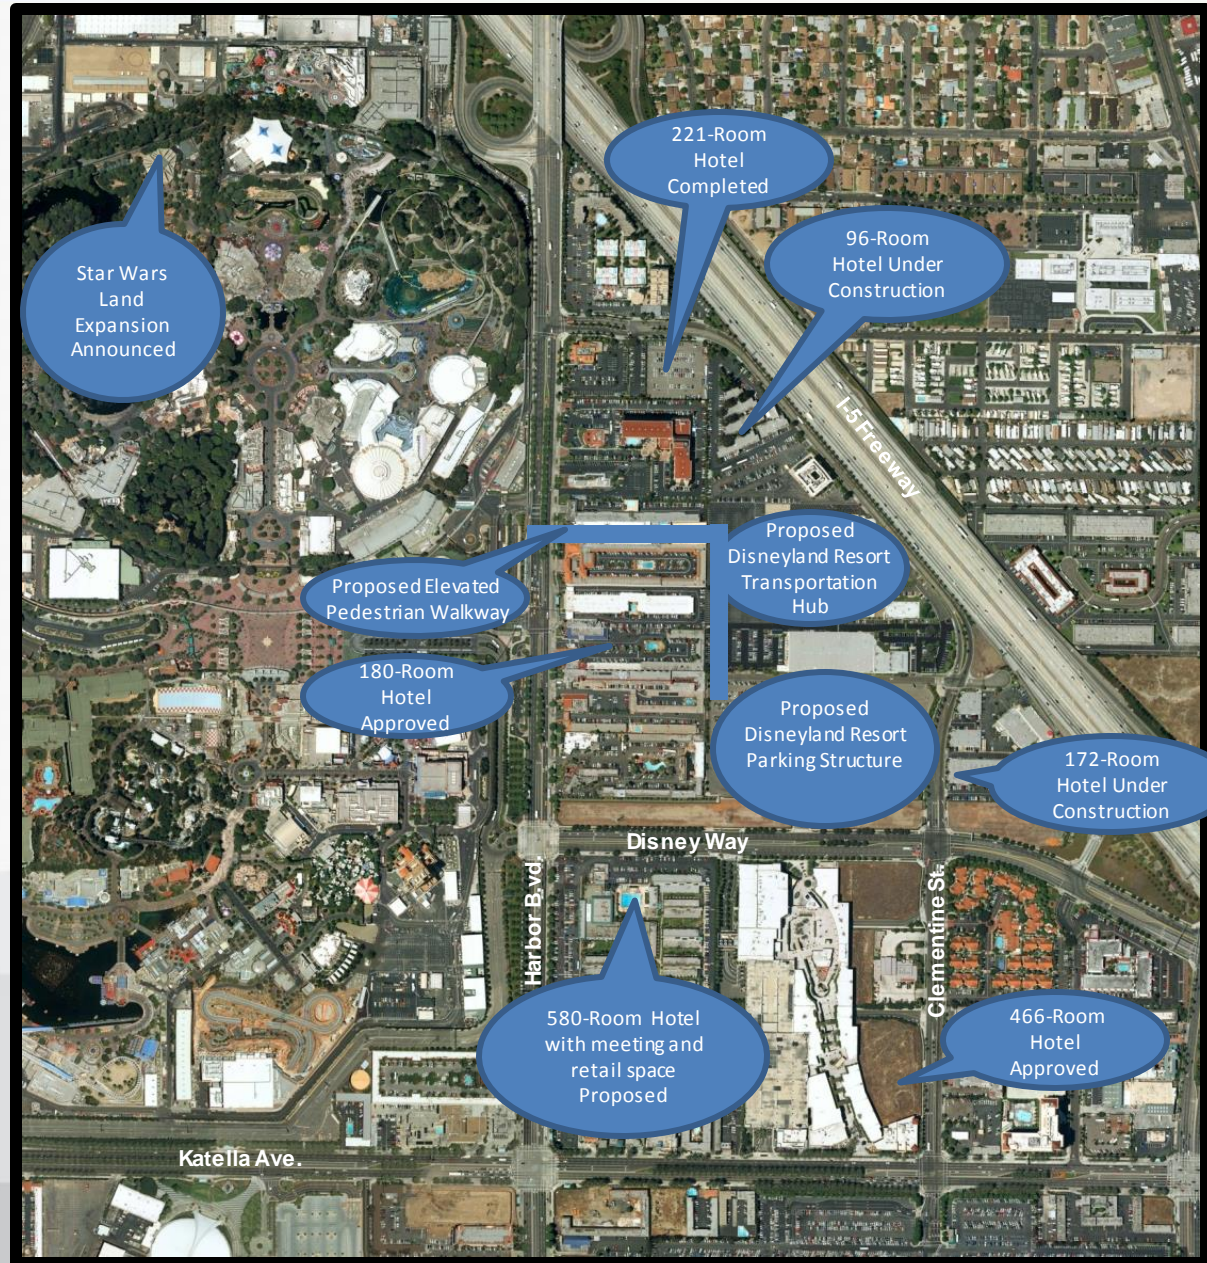 221-Room
Hotel
Completed
96-Room
Hotel Under
Construction
Star Wars
Land
Expansion
Announced
I-5 Freeway
Proposed
Disneyland Resort
Transportation
Hub
Proposed Elevated
Pedestrian Walkway
180-Room
Hotel
Approved
Proposed
Disneyland Resort
Parking Structure
172-Room
Hotel Under
Construction
Disney Way
Harbor B.vd.
Clementine St.
580-Room Hotel
with meeting and
retail space
Proposed
466-Room
Hotel
Approved
Katella Ave.